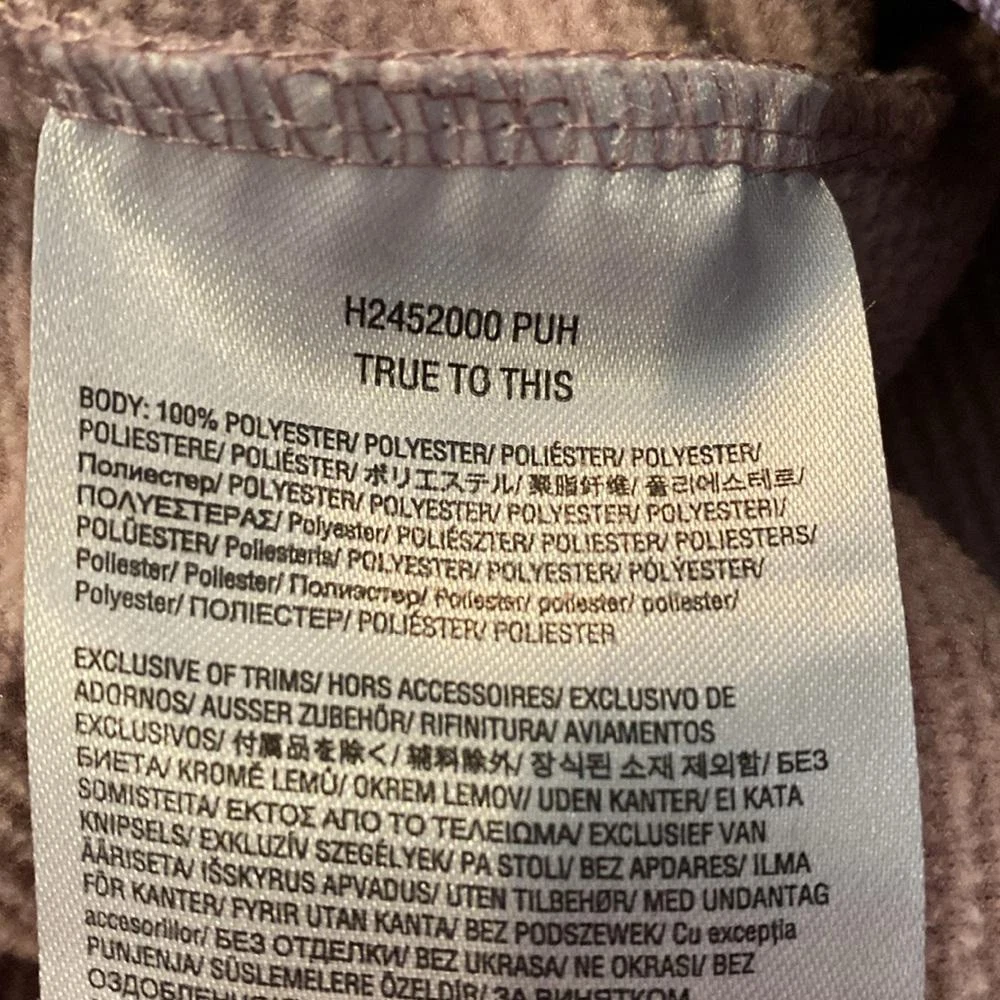 H2452000 PUH
TRUE TO THIS
BODY: 100% POLYESTER/ POLYESTER/ POLIÉSTER/ POLYESTER/
POLIESTERE/ POLIÉSTER/ ポリエステル/ 聚脂纤维/ 폴리에스테르/
Полиестер/ POLYESTER/ POLYESTER/ POLYESTER/ POLYESTERI/
ΠΟΛΥΕΣΤΕΡΑΣ/ Polyester/ POLIÉSZTER/ POLIESTER/ POLIESTERS/
POLÜESTER/ Poliesteris/ POLYESTER/ POLYESTER/ PÓLÝESTER/
Poliester/ Poliester/ Полиэстер/ Poliester/ poliester/ poliester/
Polyester/ ПОЛІЕСТЕР/ POLIÉSTER/ POLIESTER
EXCLUSIVE OF TRIMS/ HORS ACCESSOIRES/ EXCLUSIVO DE
ADORNOS/ AUSSER ZUBEHÖR/ RIFINITURA/ AVIAMENTOS
EXCLUSIVOS/ 付属品を除く/ 辅料除外/ 장식된 소재 제외함/ БЕЗ
БИЕТА/ KROMĚ LEMŮ/ OKREM LEMOV/ UDEN KANTER/ EI KATA
SOMISTEITA/ ΕΚΤΟΣ ΑΠΟ ΤΟ ΤΕΛΕΙΩΜΑ/ EXCLUSIEF VAN
KNIPSELS/ EXKLUZÍV SZEGÉLYEK/ PA STOLI/ BEZ APDARES/ ILMA
ÄÄRISETA/ IŠSKYRUS APVADUS/ UTEN TILBEHØR/ MED UNDANTAG
FÖR KANTER/ FYRIR UTAN KANTA/ BEZ PODSZEWEK/ Cu excepția
accesoriilor/ БЕЗ ОТДЕЛКИ/ BEZ UKRASA/ NE OKRASI/ BEZ
PUNJENJA/ SÜSLEMELERE ÖZELDİR/ ЗА ВИНЯТКОМ